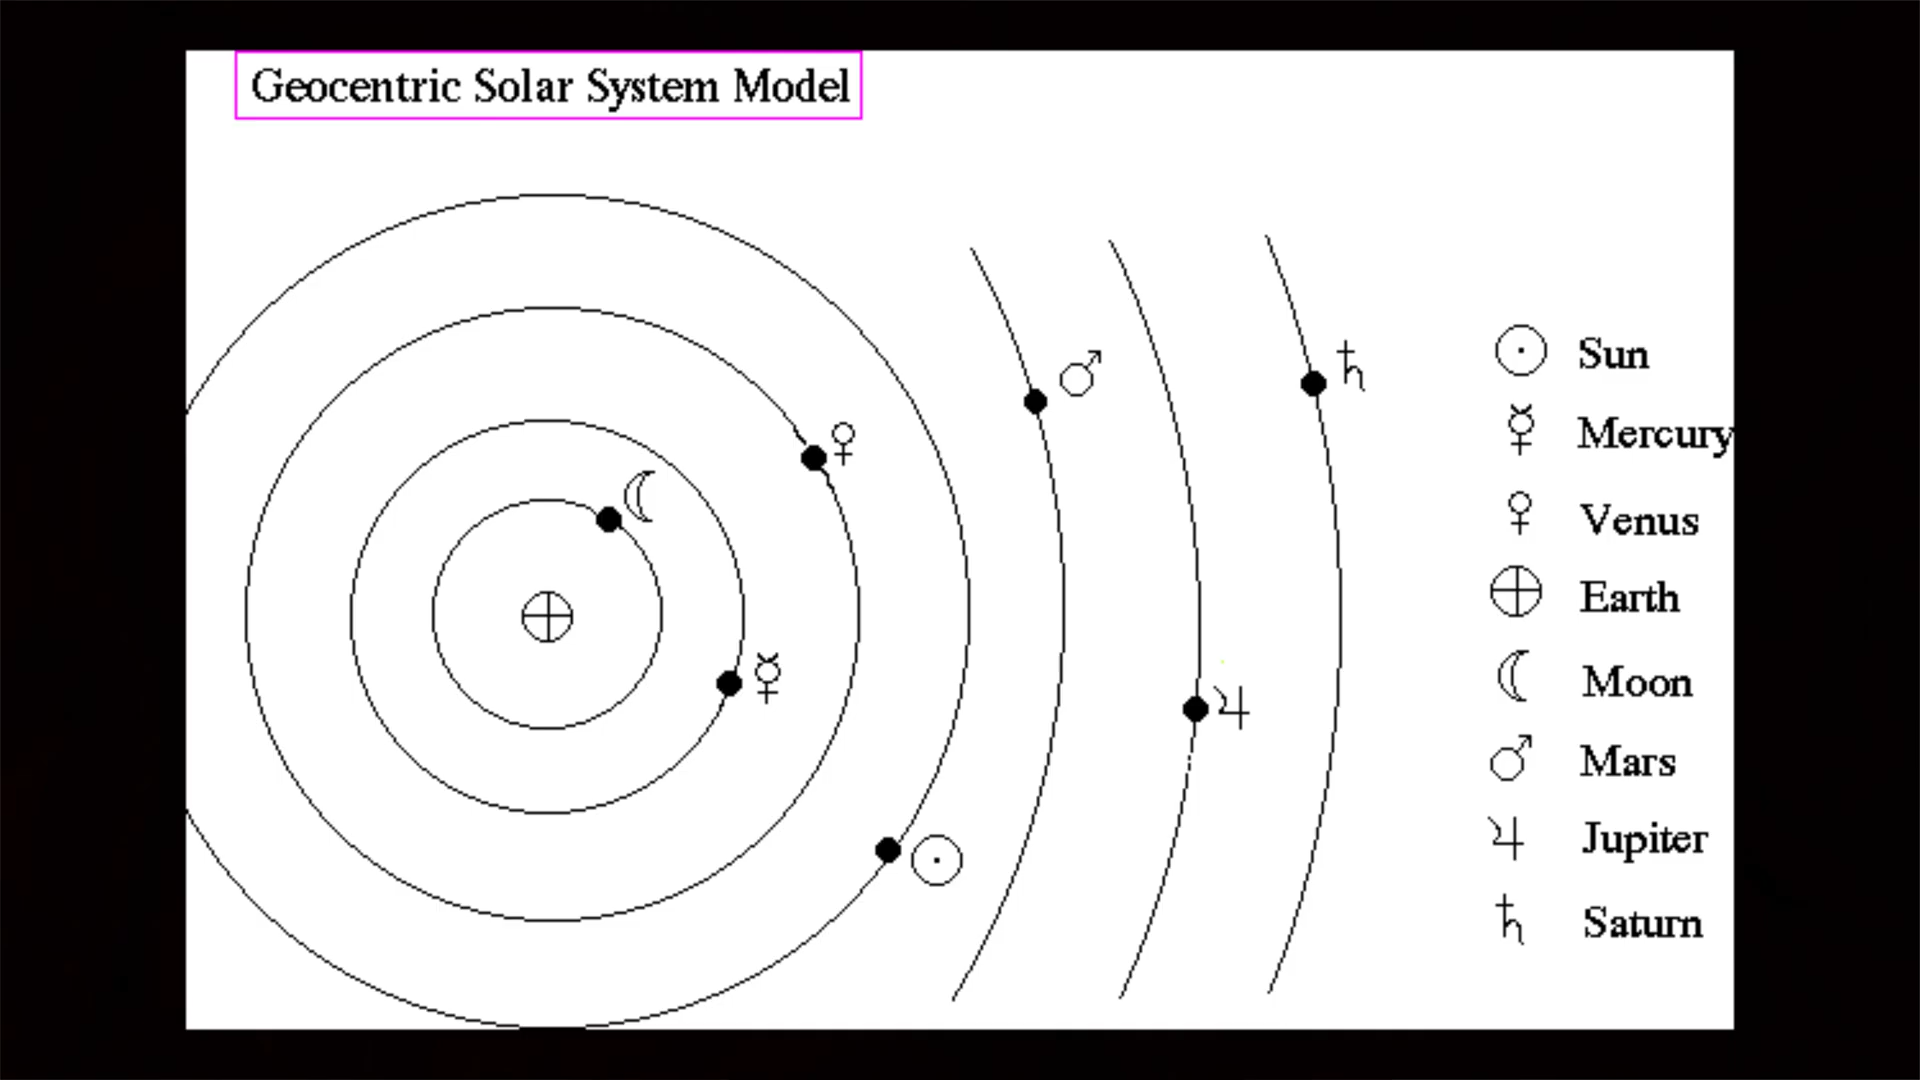 Geocentric Solar System Model
Sun
Mercury
Venus
Earth
Moon
Mars
Jupiter
Saturn